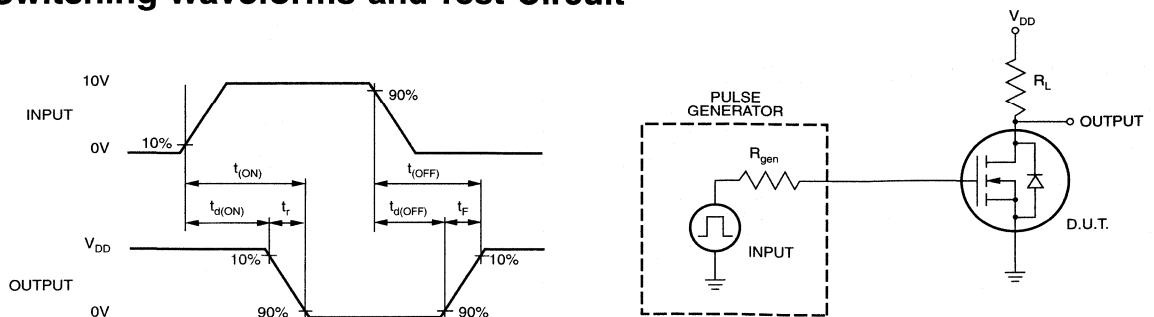 Switching Waveforms and Test Circuit
10V
INPUT
0V
10%
90%
t(ON)
t(OFF)
td(ON)
tr
td(OFF)
tF
VDD
10%
10%
OUTPUT
0V
90%
90%
VDD
RL
PULSE
GENERATOR
OUTPUT
Rgen
INPUT
D.U.T.